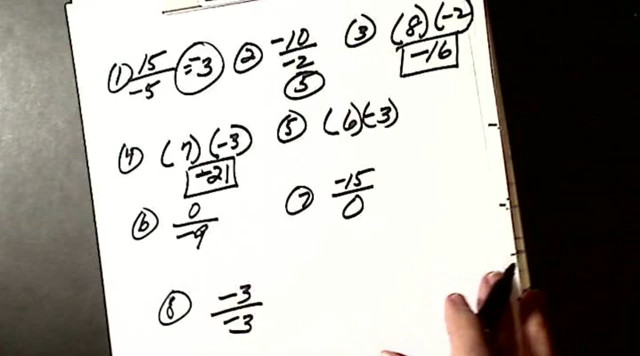 ① 15/-5 = -3 ② -10/-2 5 ③ (8)(-2 -16
④ (7)(-3) -21 ⑤ (6)(-3)
⑥ 0/-9 ⑦ -15/0
⑧ -3/-3